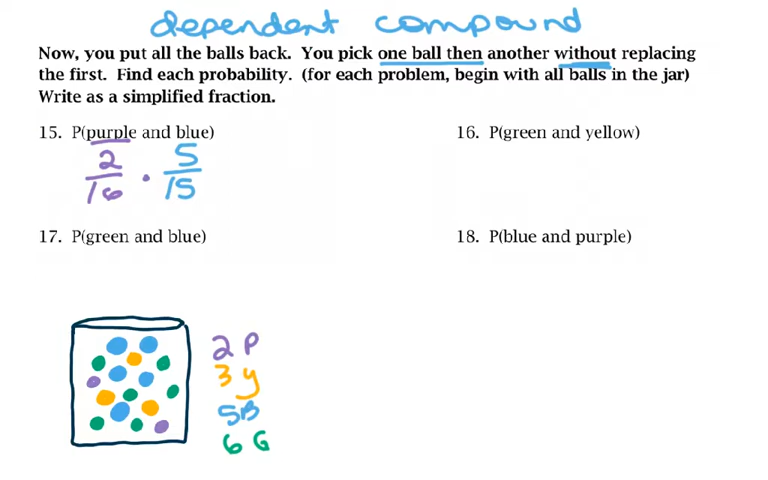 dependent compound
Now, you put all the balls back. You pick one ball then another without replacing
the first. Find each probability. (for each problem, begin with all balls in the jar)
Write as a simplified fraction.
15. P(purple and blue)
16. P(green and yellow)
2/16 · 5/15
17. P(green and blue)
18. P(blue and purple)
2 P
3 y
5B
6 G